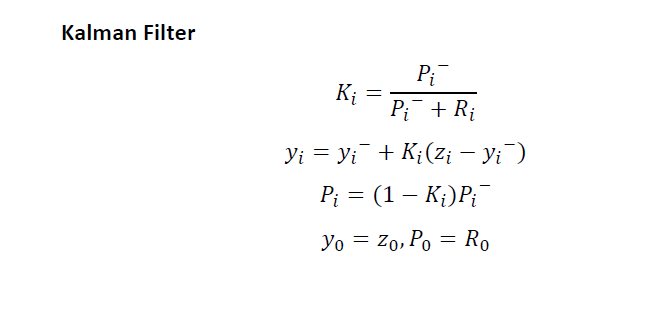 Kalman Filter
K_i = P_i^- / (P_i^- + R_i)
y_i = y_i^- + K_i(z_i − y_i^-)
P_i = (1 − K_i)P_i^-
y_0 = z_0, P_0 = R_0